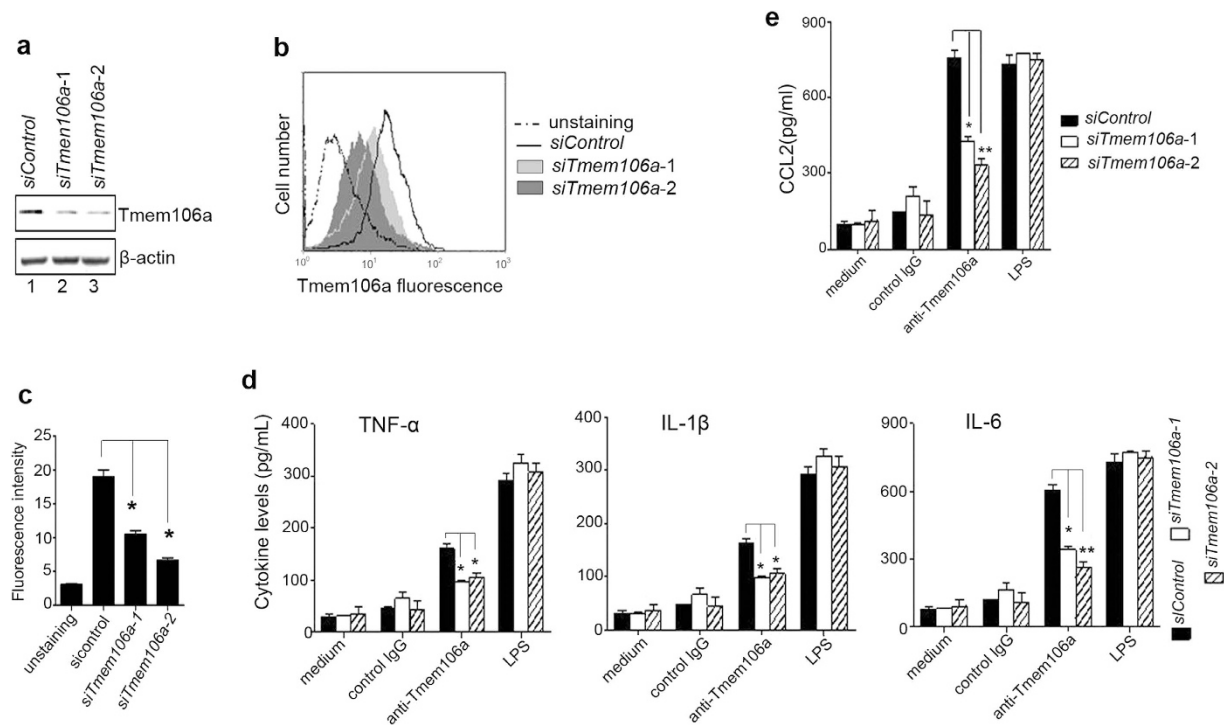 a
siControl
siTmen106a-1
siTmem106a-2
Tmem106a
β-actin
1 2 3
b
Cell number
10⁰ 10¹ 10² 10³
Tmem106a fluorescence
unstaining
siControl
siTmem106a-1
siTmem106a-2
e
CCL2(pg/ml)
900
600
300
0
*
**
medium
control IgG
anti-Tmem106a
LPS
siControl
siTmem106a-1
siTmem106a-2
c
Fluorescence intensity
25
20
15
10
5
0
*
*
unstaining
sicontrol
siTmem106a-1
siTmem106a-2
d
Cytokine levels (pg/mL)
TNF-α
400
300
200
100
0
* *
medium
control IgG
anti-Tmem106a
LPS
IL-1β
400
300
200
100
0
* *
medium
control IgG
anti-Tmem106a
LPS
IL-6
900
600
300
0
*
**
medium
control IgG
anti-Tmem106a
LPS
siControl
siTmem106a-1
siTmem106a-2